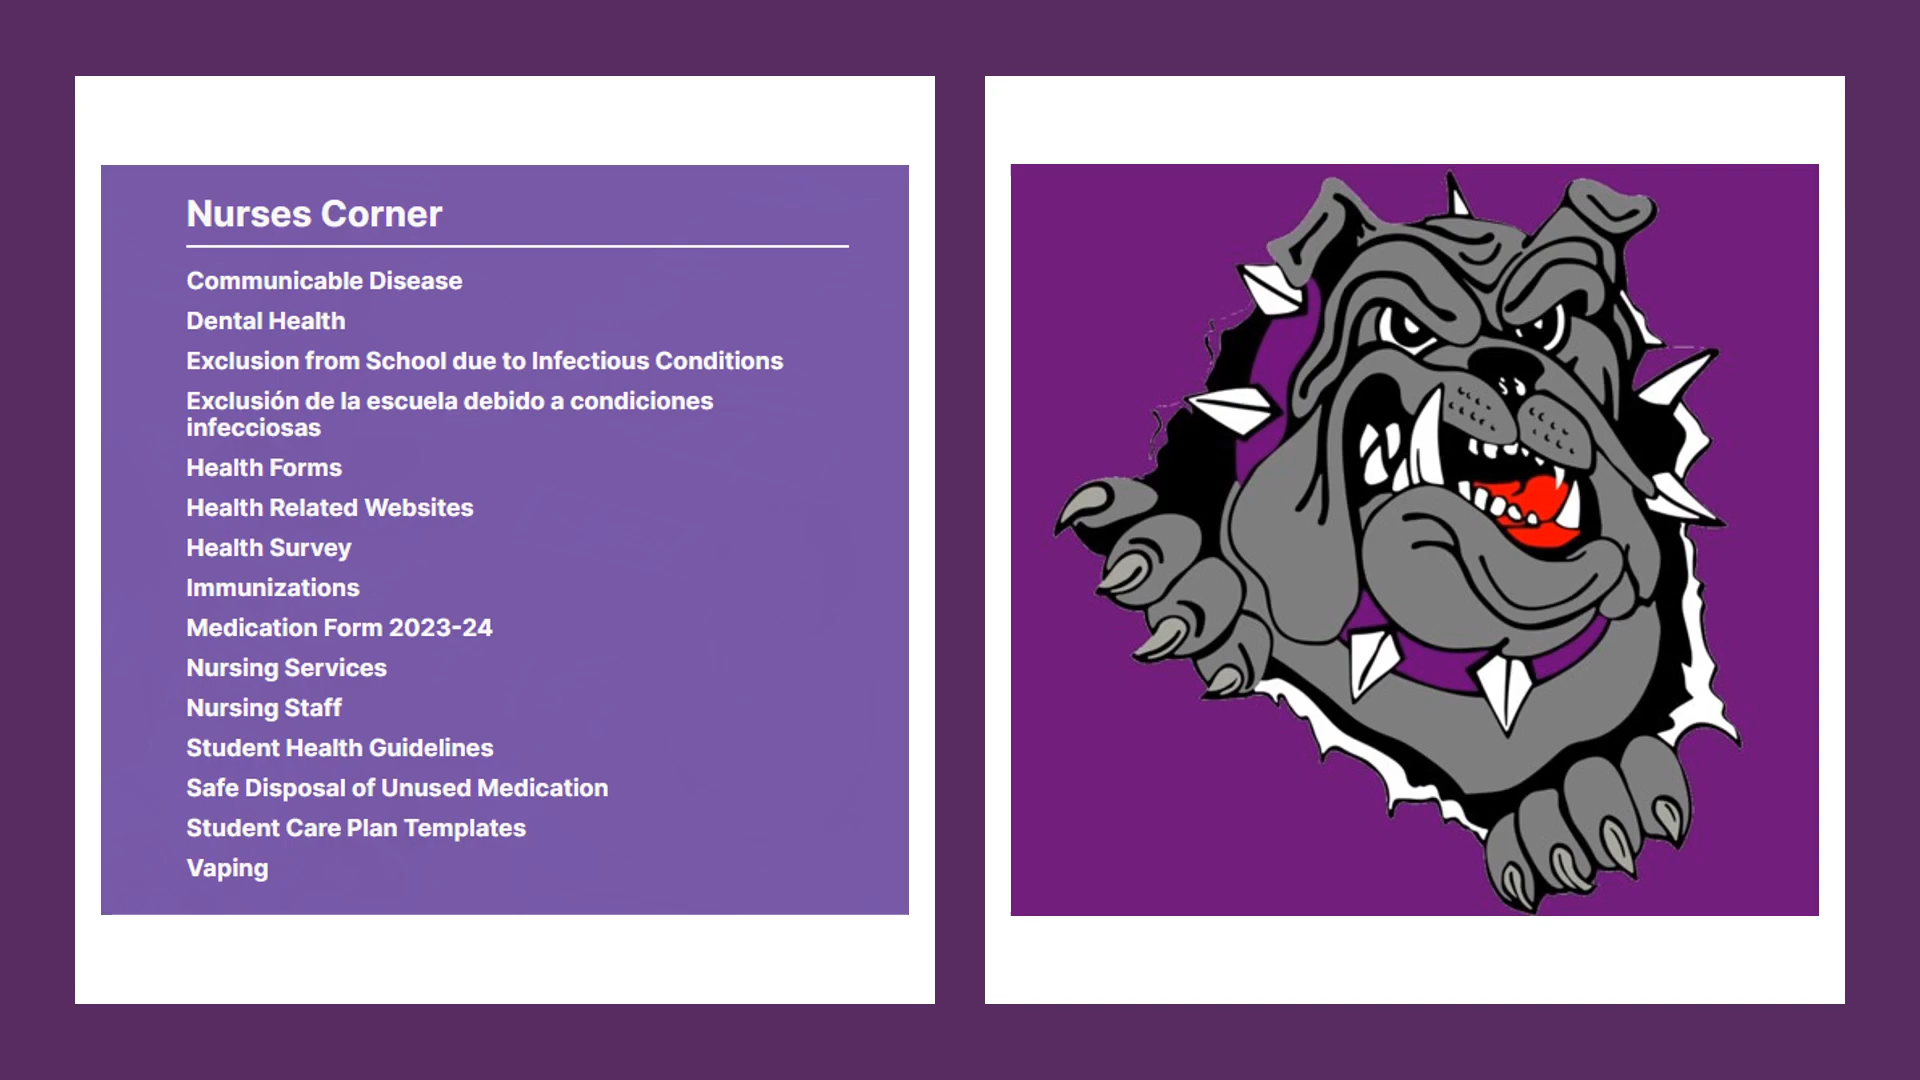 Nurses Corner
Communicable Disease
Dental Health
Exclusion from School due to Infectious Conditions
Exclusión de la escuela debido a condiciones
infecciosas
Health Forms
Health Related Websites
Health Survey
Immunizations
Medication Form 2023-24
Nursing Services
Nursing Staff
Student Health Guidelines
Safe Disposal of Unused Medication
Student Care Plan Templates
Vaping